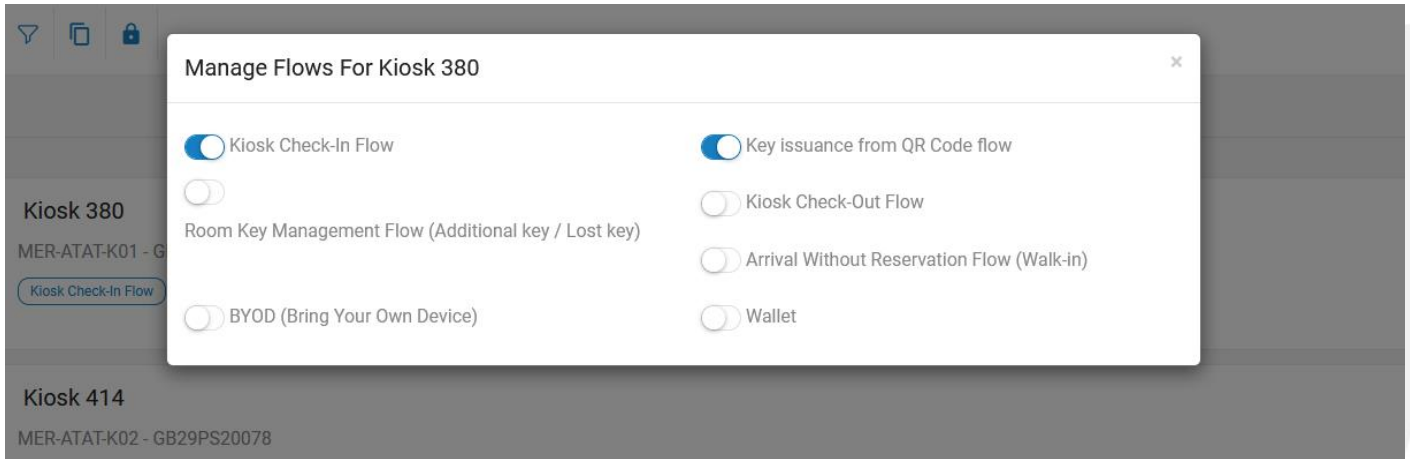 Manage Flows For Kiosk 380
×
Kiosk Check-In Flow
Key issuance from QR Code flow
Kiosk Check-Out Flow
Room Key Management Flow (Additional key / Lost key)
Arrival Without Reservation Flow (Walk-in)
BYOD (Bring Your Own Device)
Wallet
Kiosk 380
MER-ATAT-K01 - G
Kiosk Check-In Flow
Kiosk 414
MER-ATAT-K02 - GB29PS20078